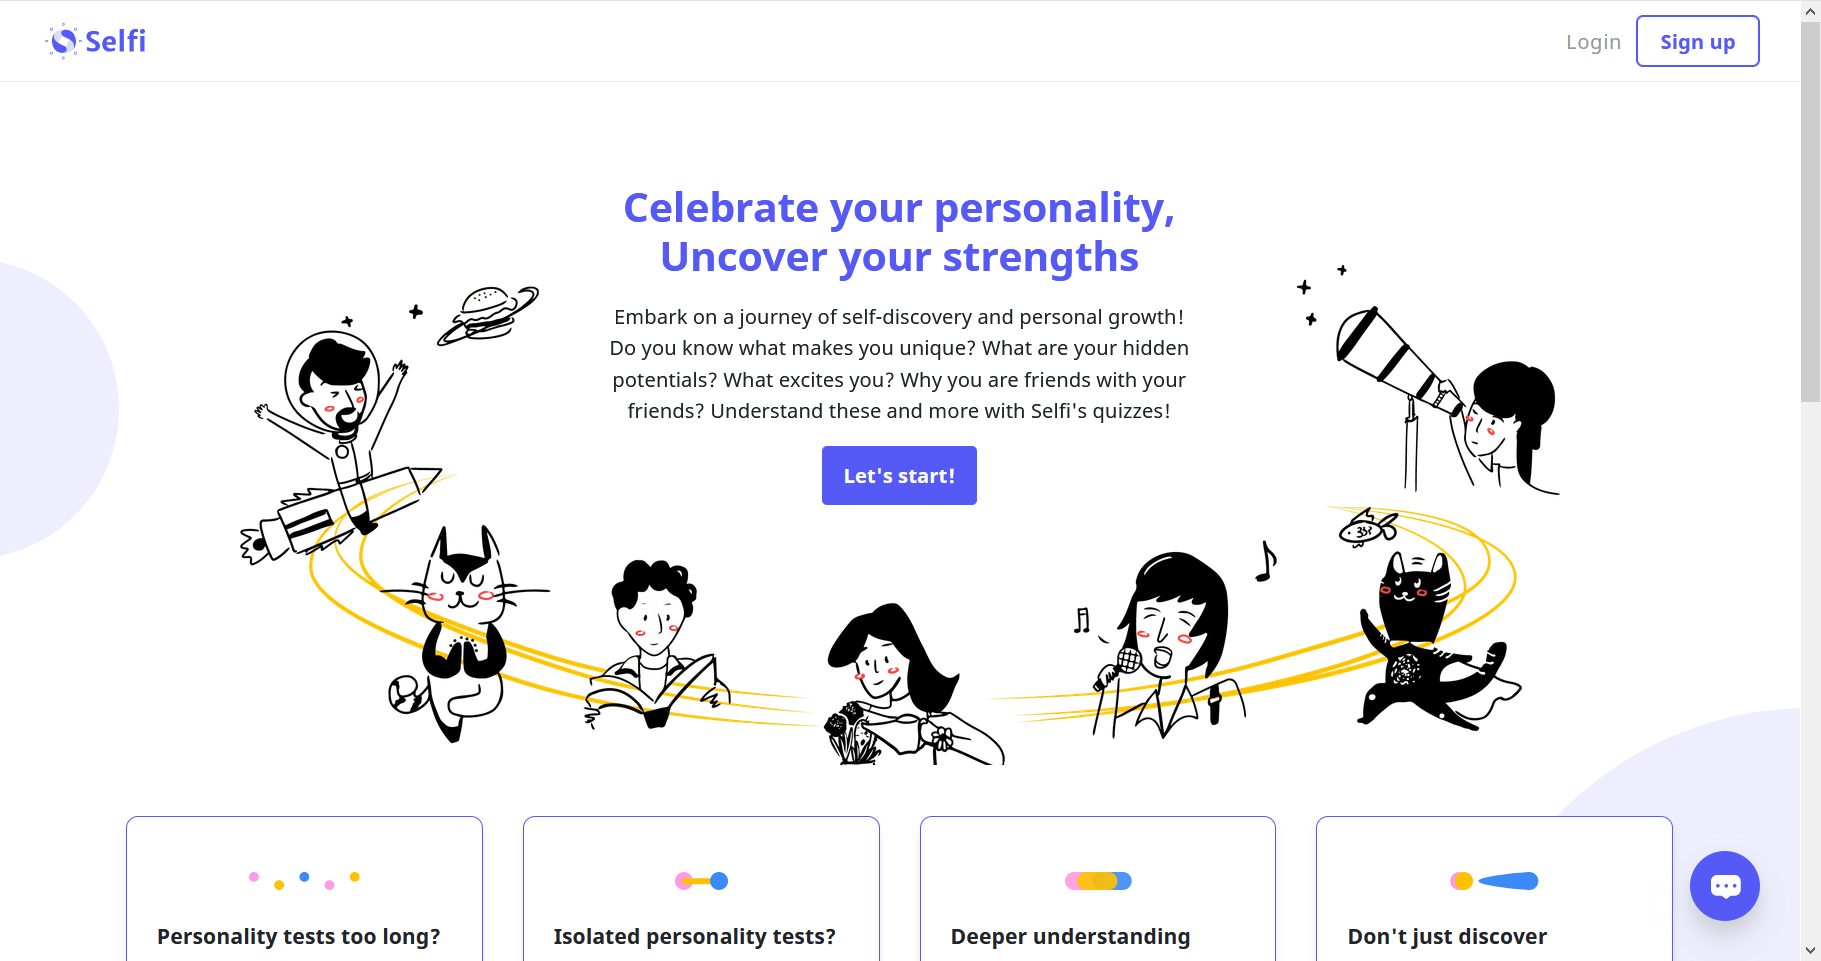 Selfi
Login
Sign up
Celebrate your personality,
Uncover your strengths
Embark on a journey of self-discovery and personal growth!
Do you know what makes you unique? What are your hidden
potentials? What excites you? Why you are friends with your
friends? Understand these and more with Selfi's quizzes!
Let's start!
Personality tests too long?
Isolated personality tests?
Deeper understanding
Don't just discover